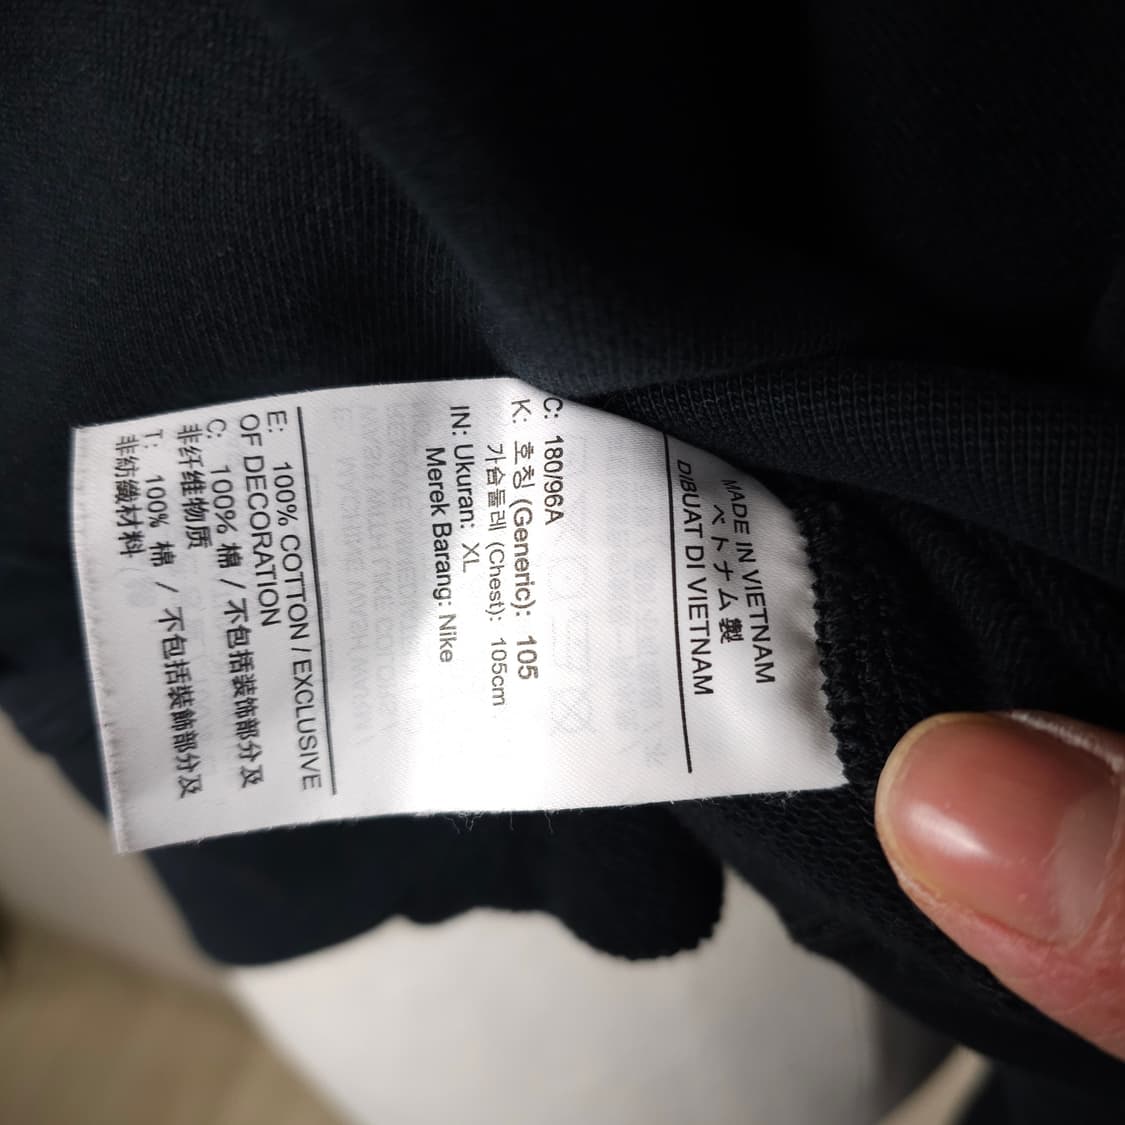 MADE IN VIETNAM
ベトナム製
DIBUAT DI VIETNAM
C: 180/96A
K: 호칭 (Generic): 105
가슴둘레 (Chest): 105cm
IN: Ukuran: XL
Merek Barang: Nike
E: 100% COTTON / EXCLUSIVE
OF DECORATION
C: 100% 棉 / 不包括装饰部分及
非纤维物质
T: 100% 棉 / 不包括裝飾部分及
非紡織材料